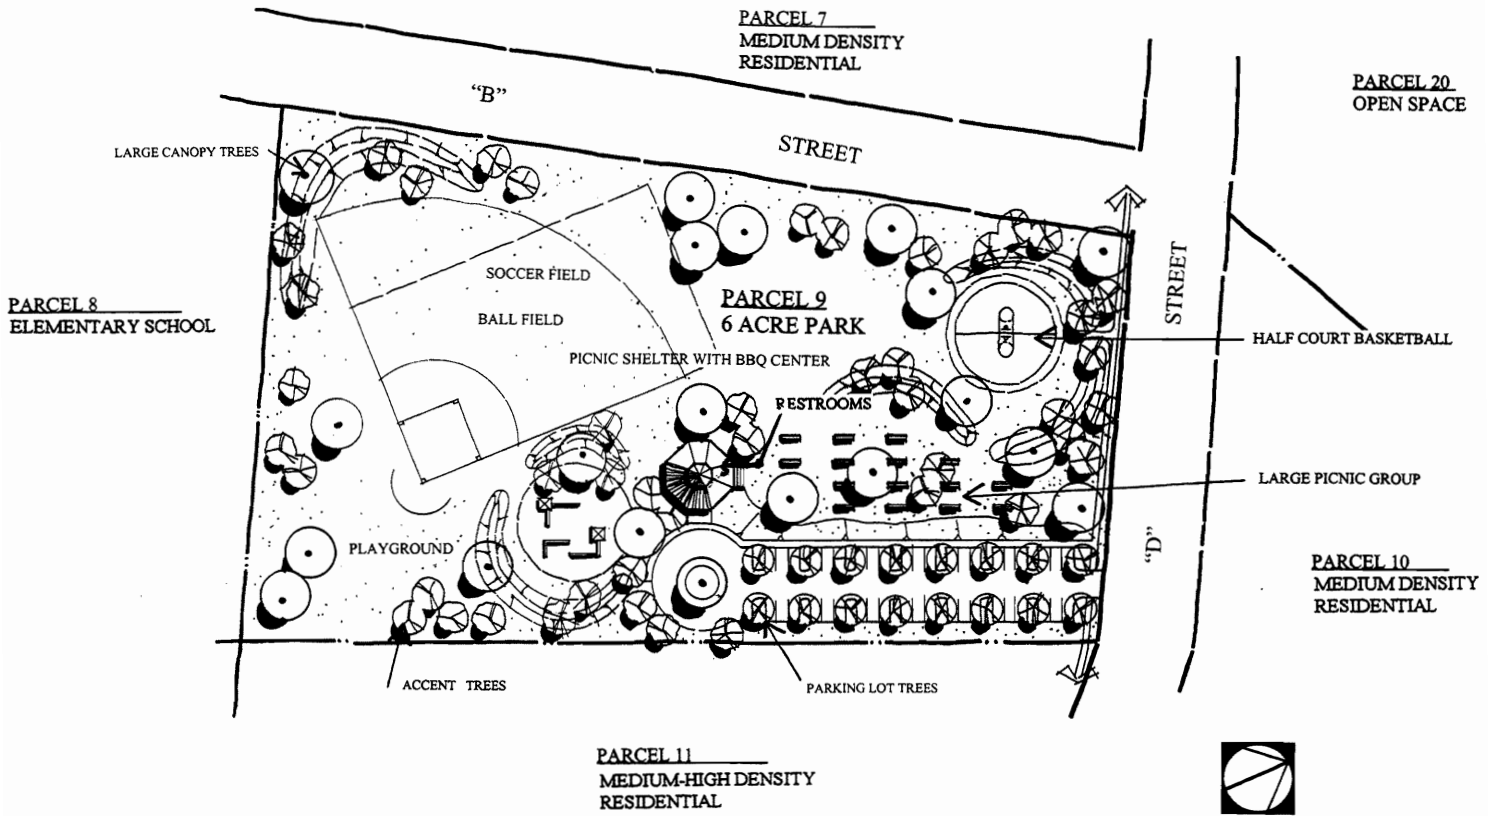 PARCEL 7
MEDIUM DENSITY
RESIDENTIAL
PARCEL 20
OPEN SPACE
“B”
STREET
LARGE CANOPY TREES
STREET
SOCCER FIELD
PARCEL 9
6 ACRE PARK
PARCEL 8
ELEMENTARY SCHOOL
BALL FIELD
HALF COURT BASKETBALL
PICNIC SHELTER WITH BBQ CENTER
RESTROOMS
LARGE PICNIC GROUP
PLAYGROUND
“D”
PARCEL 10
MEDIUM DENSITY
RESIDENTIAL
ACCENT TREES
PARKING LOT TREES
PARCEL 11
MEDIUM-HIGH DENSITY
RESIDENTIAL